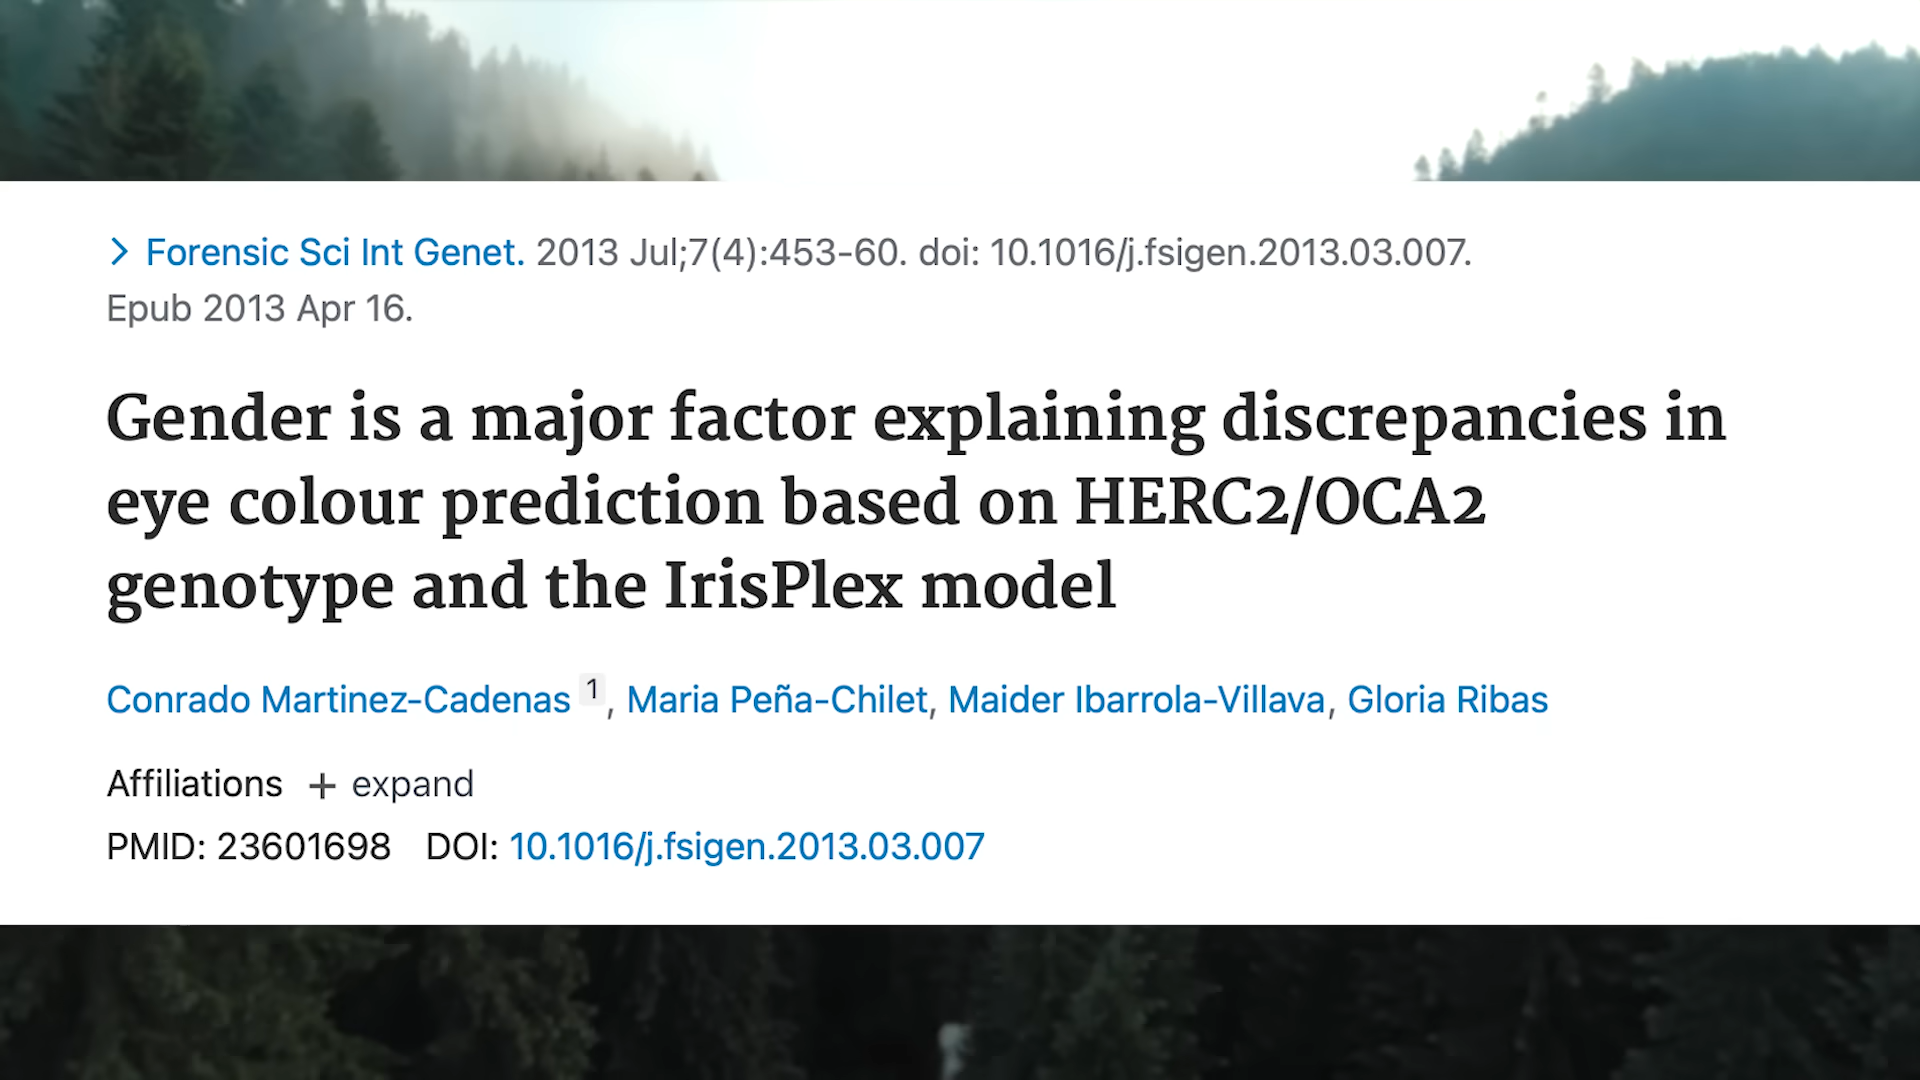 > Forensic Sci Int Genet. 2013 Jul;7(4):453-60. doi: 10.1016/j.fsigen.2013.03.007.
Epub 2013 Apr 16.
Gender is a major factor explaining discrepancies in
eye colour prediction based on HERC2/OCA2
genotype and the IrisPlex model
Conrado Martinez-Cadenas 1, Maria Peña-Chilet, Maider Ibarrola-Villava, Gloria Ribas
Affiliations + expand
PMID: 23601698 DOI: 10.1016/j.fsigen.2013.03.007